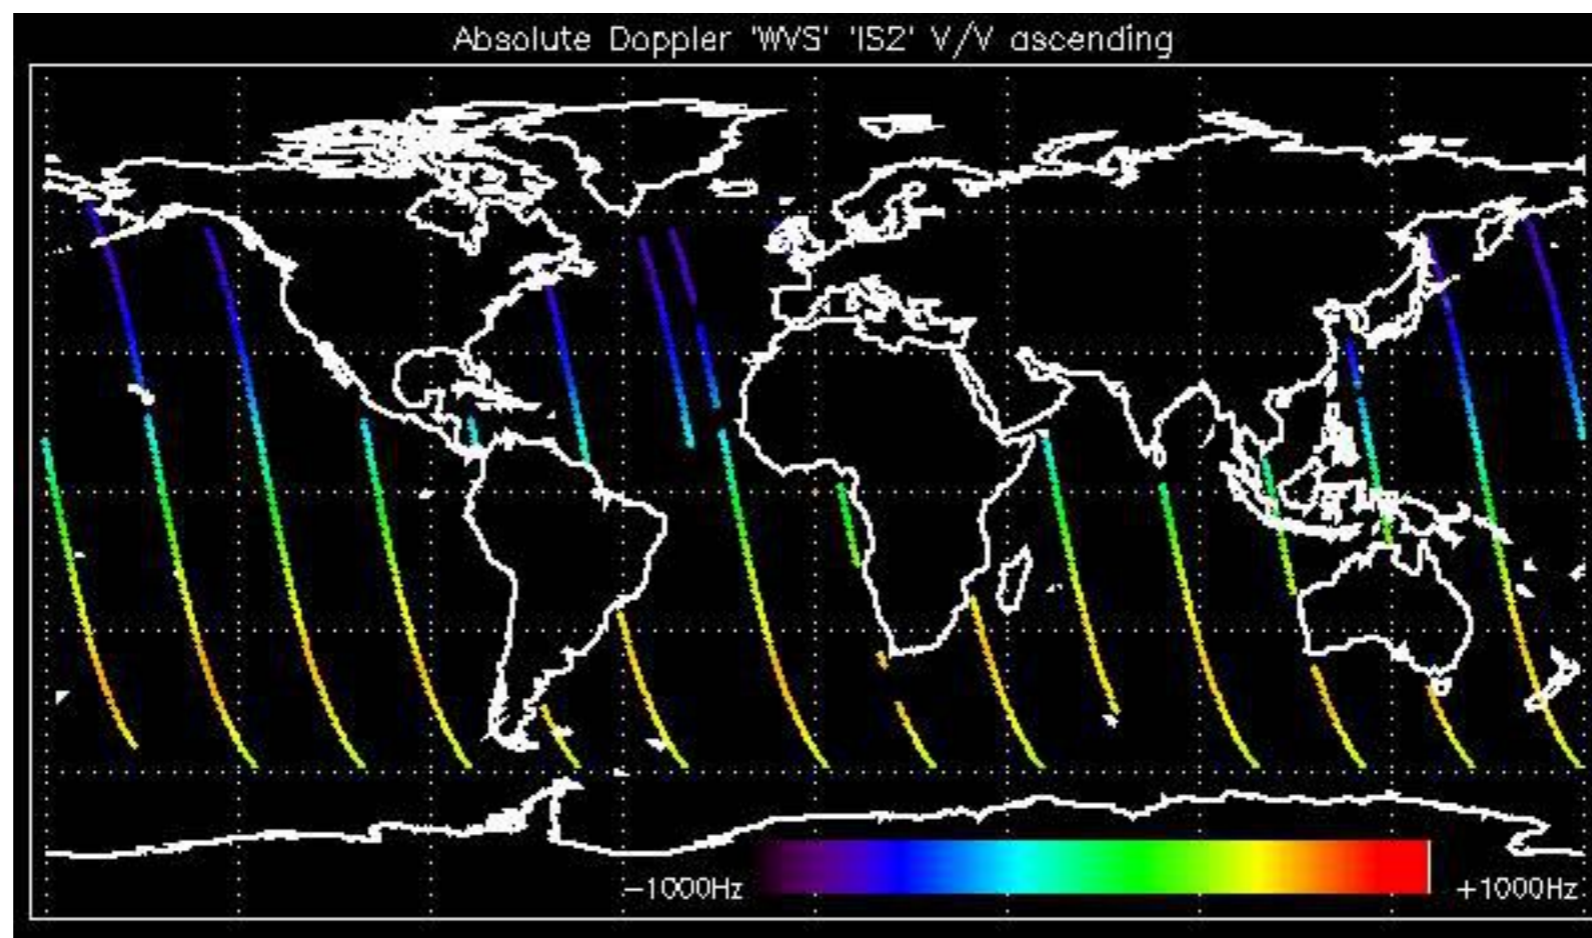 Absolute Doppler 'WVS' 'IS2' V/V ascending
-1000Hz +1000Hz